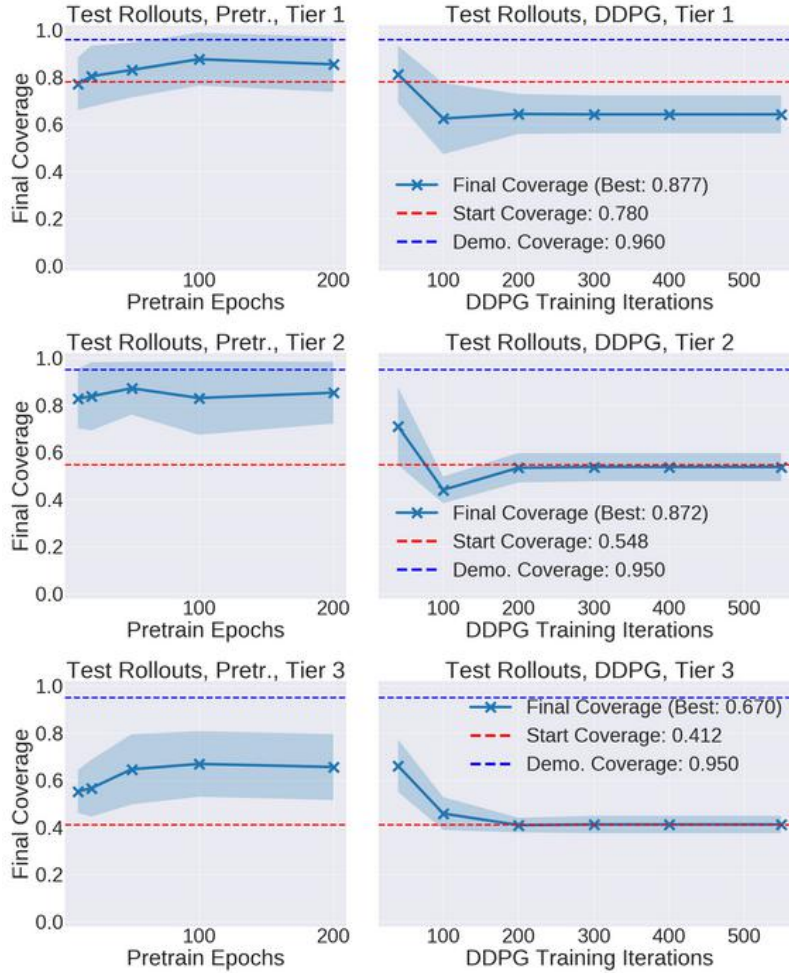 Test Rollouts, Pretr., Tier 1
Test Rollouts, DDPG, Tier 1
Final Coverage
1.0
0.8
0.6
0.4
0.2
0.0
Final Coverage (Best: 0.877)
Start Coverage: 0.780
Demo. Coverage: 0.960
100
200
100
200
300
400
500
Pretrain Epochs
DDPG Training Iterations
Test Rollouts, Pretr., Tier 2
Test Rollouts, DDPG, Tier 2
Final Coverage
1.0
0.8
0.6
0.4
0.2
0.0
Final Coverage (Best: 0.872)
Start Coverage: 0.548
Demo. Coverage: 0.950
100
200
100
200
300
400
500
Pretrain Epochs
DDPG Training Iterations
Test Rollouts, Pretr., Tier 3
Test Rollouts, DDPG, Tier 3
Final Coverage
1.0
0.8
0.6
0.4
0.2
0.0
Final Coverage (Best: 0.670)
Start Coverage: 0.412
Demo. Coverage: 0.950
100
200
100
200
300
400
500
Pretrain Epochs
DDPG Training Iterations